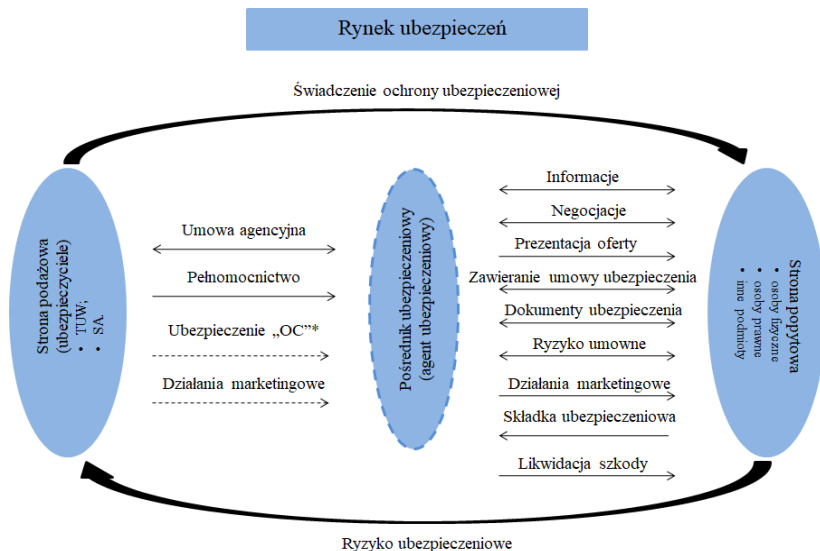 Rynek ubezpieczeń
Świadczenie ochrony ubezpieczeniowej
Strona podażowa
(ubezpieczyciele)
• TUW;
• SA.
Umowa agencyjna
Pełnomocnictwo
Ubezpieczenie „OC”*
Działania marketingowe
Pośrednik ubezpieczeniowy
(agent ubezpieczeniowy)
Informacje
Negocjacje
Prezentacja oferty
Zawieranie umowy ubezpieczenia
Dokumenty ubezpieczenia
Ryzyko umowne
Działania marketingowe
Składka ubezpieczeniowa
Likwidacja szkody
Strona popytowa
• osoby fizyczne
• osoby prawne
• inne podmioty
Ryzyko ubezpieczeniowe